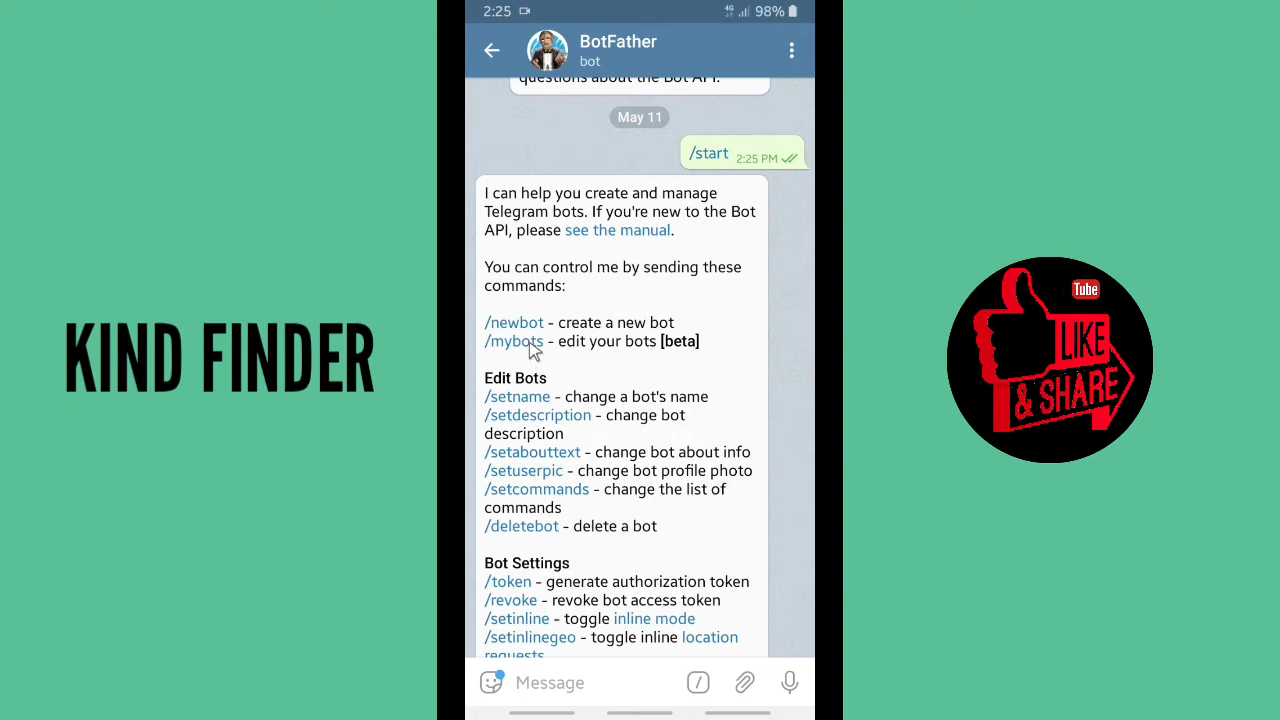 2:25
4G
98%
BotFather
bot
questions about the Bot API.
May 11
/start 2:25 PM
I can help you create and manage
Telegram bots. If you're new to the Bot
API, please see the manual.
You can control me by sending these
commands:
/newbot - create a new bot
/mybots - edit your bots [beta]
Edit Bots
/setname - change a bot's name
/setdescription - change bot
description
/setabouttext - change bot about info
/setuserpic - change bot profile photo
/setcommands - change the list of
commands
/deletebot - delete a bot
Bot Settings
/token - generate authorization token
/revoke - revoke bot access token
/setinline - toggle inline mode
/setinlinegeo - toggle inline location
requests
Message
KIND FINDER
Tube
LIKE
& SHARE